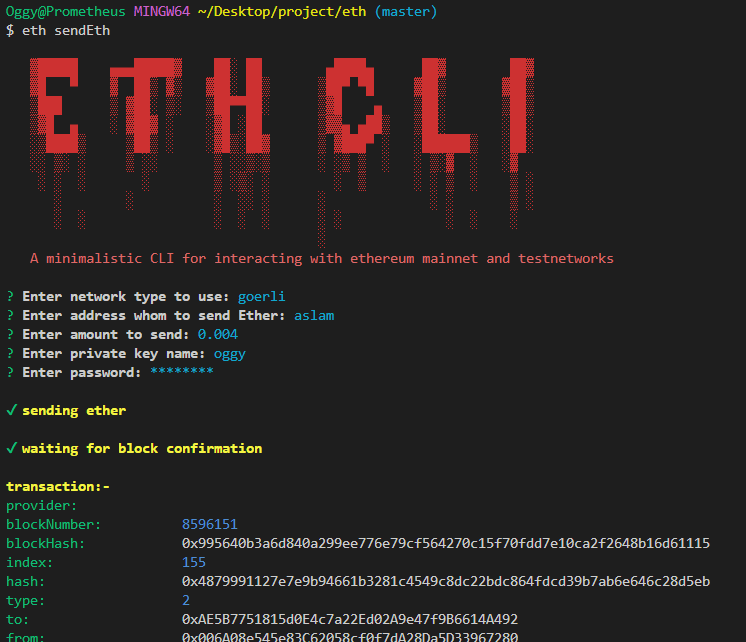 Oggy@Prometheus MINGW64 ~/Desktop/project/eth (master)
$ eth sendEth
ETH CLI
A minimalistic CLI for interacting with ethereum mainnet and testnetworks
? Enter network type to use: goerli
? Enter address whom to send Ether: aslam
? Enter amount to send: 0.004
? Enter private key name: oggy
? Enter password: ********
✓ sending ether
✓ waiting for block confirmation
transaction:-
provider:
blockNumber: 8596151
blockHash: 0x995640b3a6d840a299ee776e79cf564270c15f70fdd7e10ca2f2648b16d61115
index: 155
hash: 0x4879991127e7e9b94661b3281c4549c8dc22bdc864fdcd39b7ab6e646c28d5eb
type: 2
to: 0xAE5B7751815d0E4c7a22Ed02A9e47f9B6614A492
from: 0x006A08e545e83C62058cf0f7dA28Da5D33967280